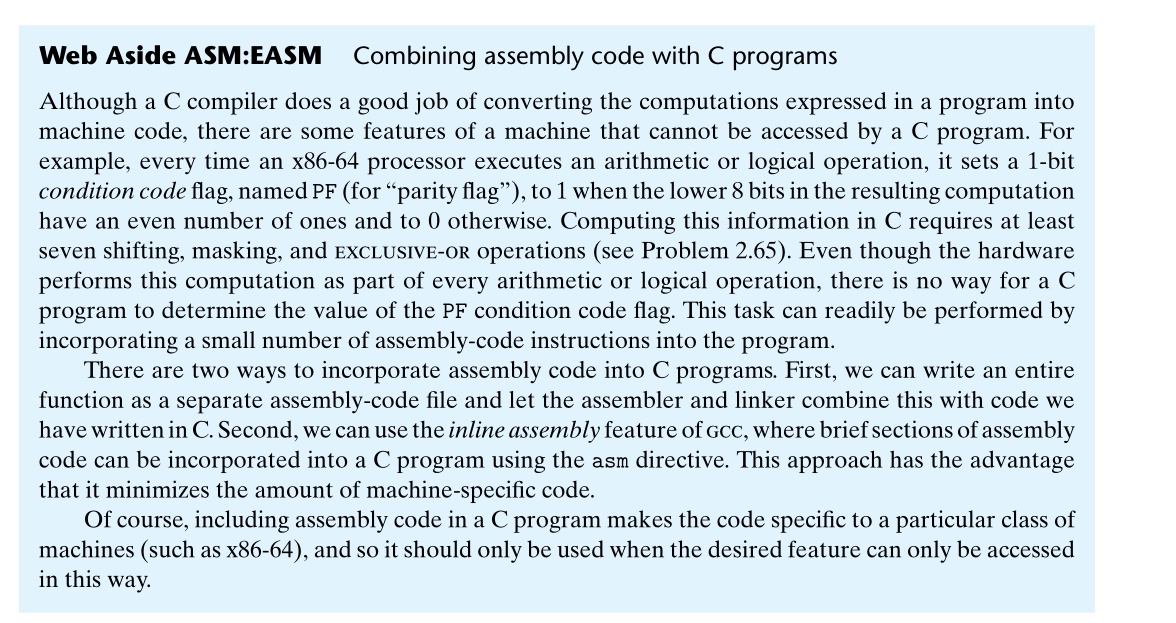 Web Aside ASM:EASM Combining assembly code with C programs
Although a C compiler does a good job of converting the computations expressed in a program into
machine code, there are some features of a machine that cannot be accessed by a C program. For
example, every time an x86-64 processor executes an arithmetic or logical operation, it sets a 1-bit
condition code flag, named PF (for “parity flag”), to 1 when the lower 8 bits in the resulting computation
have an even number of ones and to 0 otherwise. Computing this information in C requires at least
seven shifting, masking, and EXCLUSIVE-OR operations (see Problem 2.65). Even though the hardware
performs this computation as part of every arithmetic or logical operation, there is no way for a C
program to determine the value of the PF condition code flag. This task can readily be performed by
incorporating a small number of assembly-code instructions into the program.
There are two ways to incorporate assembly code into C programs. First, we can write an entire
function as a separate assembly-code file and let the assembler and linker combine this with code we
have written in C. Second, we can use the inline assembly feature of GCC, where brief sections of assembly
code can be incorporated into a C program using the asm directive. This approach has the advantage
that it minimizes the amount of machine-specific code.
Of course, including assembly code in a C program makes the code specific to a particular class of
machines (such as x86-64), and so it should only be used when the desired feature can only be accessed
in this way.